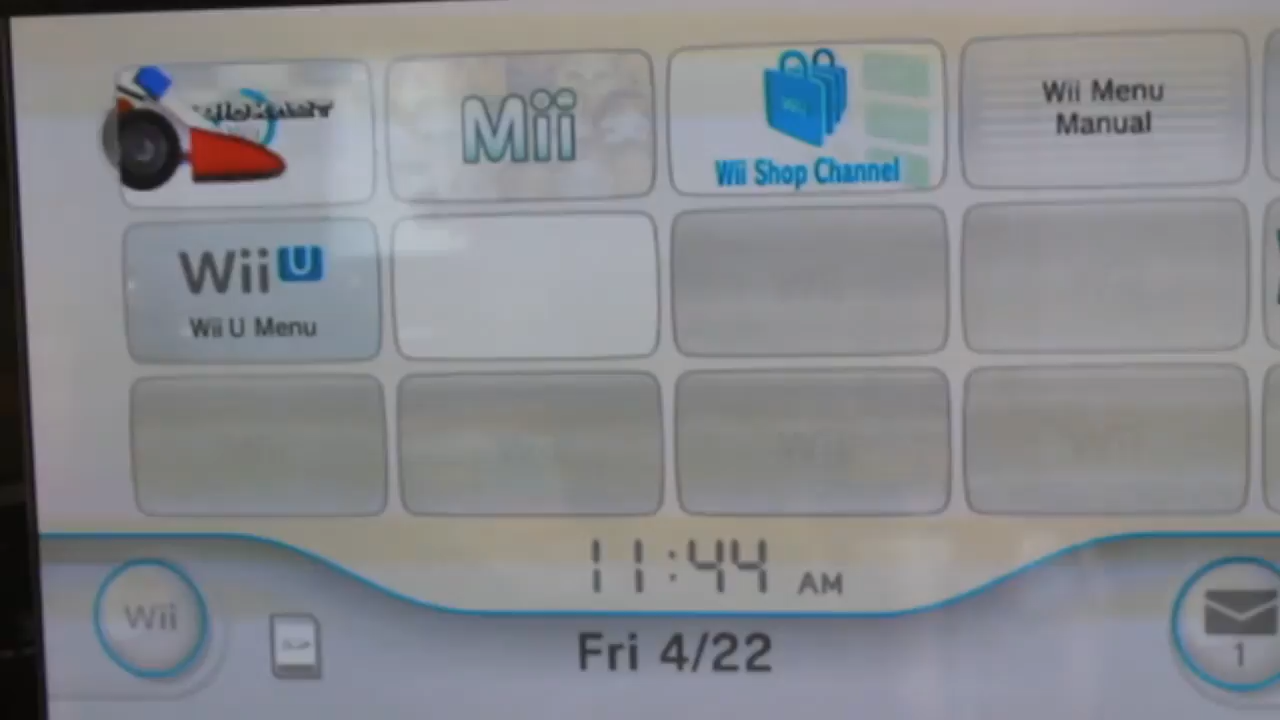 Mii
Wii Shop Channel
Wii Menu
Manual
Wii U
Wii U Menu
11:44 AM
Wii
Fri 4/22
1